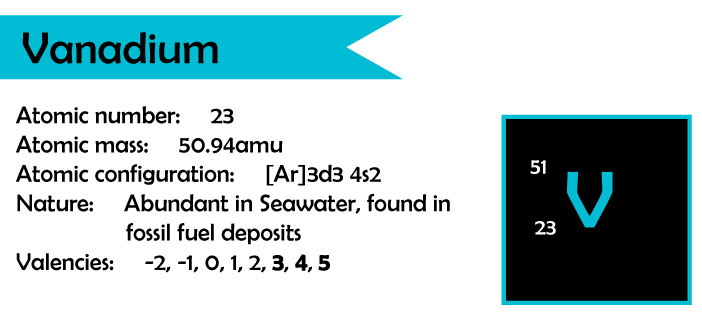 Vanadium
Atomic number: 23
Atomic mass: 50.94amu
Atomic configuration: [Ar]3d3 4s2
Nature: Abundant in Seawater, found in
fossil fuel deposits
Valencies: -2, -1, 0, 1, 2, 3, 4, 5
51
V
23